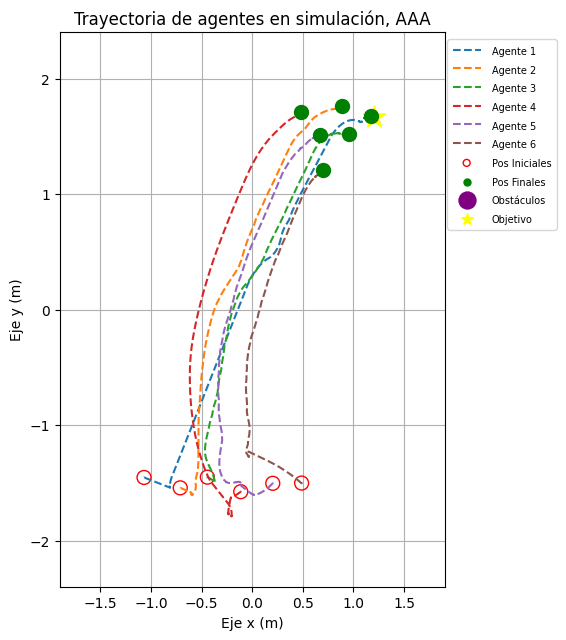 Trayectoria de agentes en simulación, AAA
Agente 1
Agente 2
Agente 3
Agente 4
Agente 5
Agente 6
Pos Iniciales
Pos Finales
Obstáculos
Objetivo
Eje y (m)
2
1
0
−1
−2
−1.5
−1.0
−0.5
0.0
0.5
1.0
1.5
Eje x (m)